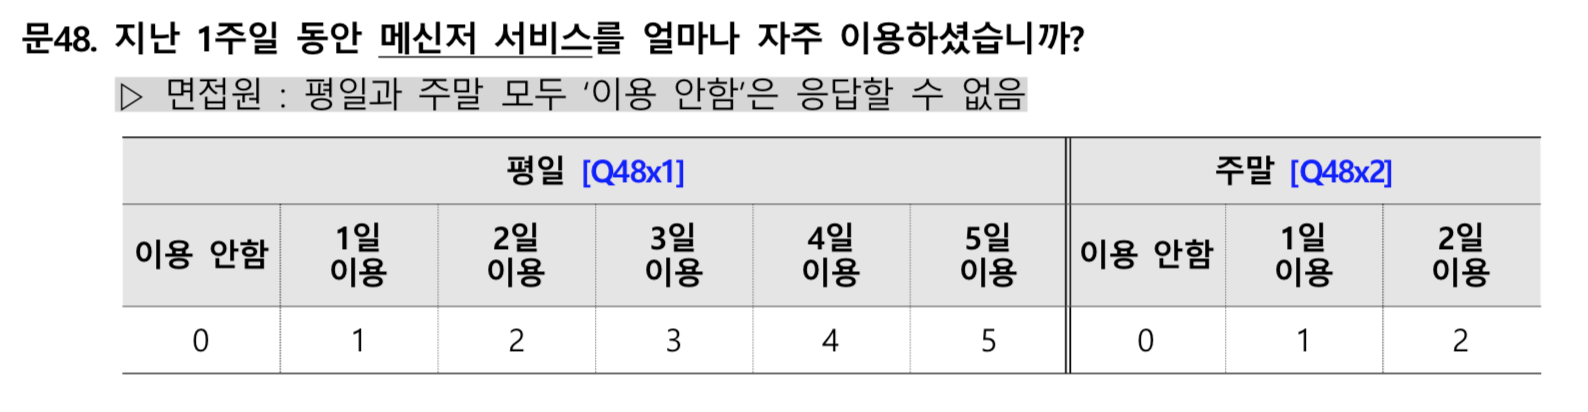 문48. 지난 1주일 동안 메신저 서비스를 얼마나 자주 이용하셨습니까?
▷ 면접원 : 평일과 주말 모두 ‘이용 안함’은 응답할 수 없음
평일 [Q48x1] 주말 [Q48x2]
이용 안함 1일 이용 2일 이용 3일 이용 4일 이용 5일 이용 이용 안함 1일 이용 2일 이용
0 1 2 3 4 5 0 1 2